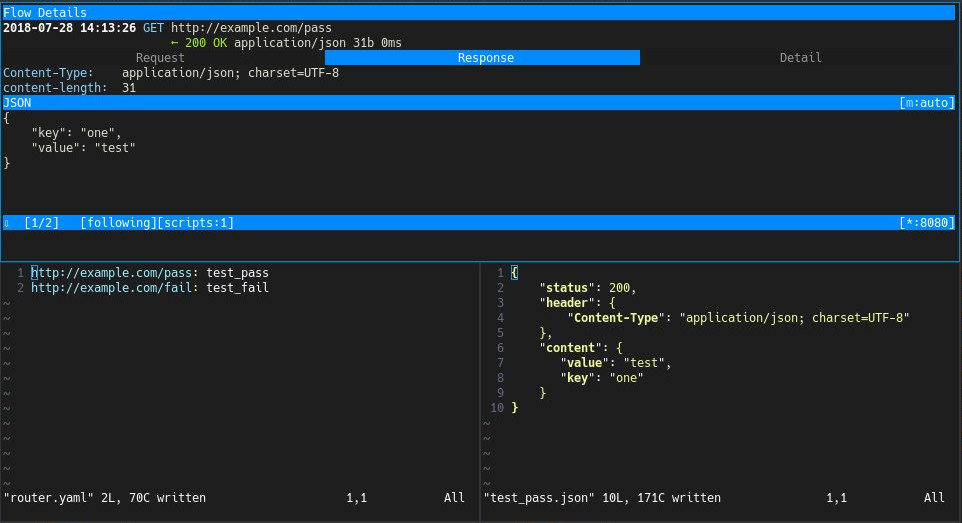 Flow Details
2018-07-28 14:13:26 GET http://example.com/pass
← 200 OK application/json 31b 0ms
Request Response Detail
Content-Type: application/json; charset=UTF-8
content-length: 31
JSON [m:auto]
{
"key": "one",
"value": "test"
}
⇩ [1/2] [following][scripts:1] [*:8080]
1 http://example.com/pass: test_pass
2 http://example.com/fail: test_fail
~
~
~
~
~
~
~
~
~
~
~
~
~
"router.yaml" 2L, 70C written 1,1 All
1 {
2 "status": 200,
3 "header": {
4 "Content-Type": "application/json; charset=UTF-8"
5 },
6 "content": {
7 "value": "test",
8 "key": "one"
9 }
10 }
~
~
~
~
~
"test_pass.json" 10L, 171C written 1,1 All